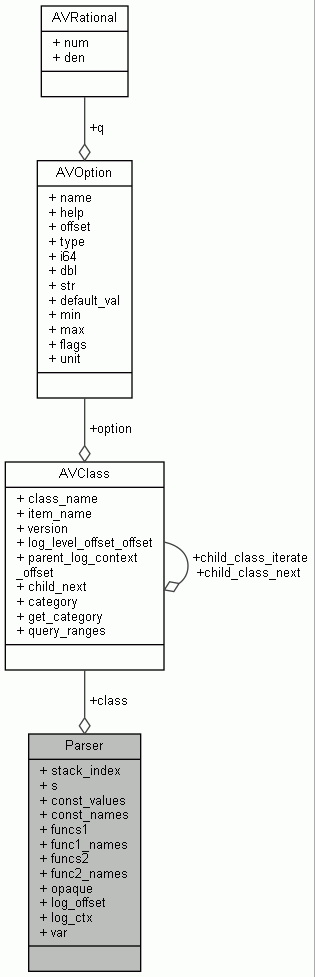 AVRational
+ num
+ den
+q
AVOption
+ name
+ help
+ offset
+ type
+ i64
+ dbl
+ str
+ default_val
+ min
+ max
+ flags
+ unit
+option
AVClass
+ class_name
+ item_name
+ version
+ log_level_offset_offset
+ parent_log_context
_offset
+ child_next
+ category
+ get_category
+ query_ranges
+child_class_iterate
+child_class_next
+class
Parser
+ stack_index
+ s
+ const_values
+ const_names
+ funcs1
+ func1_names
+ funcs2
+ func2_names
+ opaque
+ log_offset
+ log_ctx
+ var